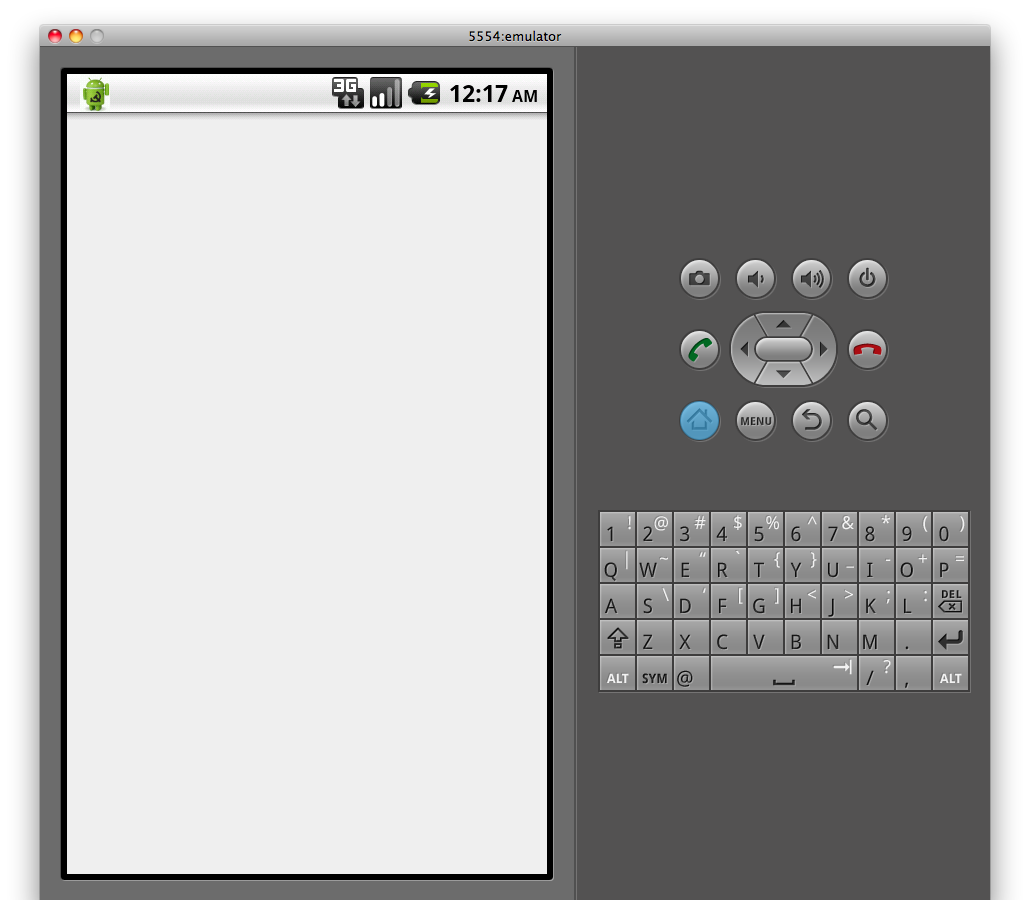 5554:emulator
3G 12:17 AM
MENU
1 ! 2 @ 3 # 4 $ 5 % 6 ^ 7 & 8 * 9 ( 0 )
Q | W ~ E “ R ` T { Y } U _ I - O + P =
A S \ D ‘ F [ G ] H < J > K ; L : DEL
Z X C V B N M .
ALT SYM @ / ? , ALT